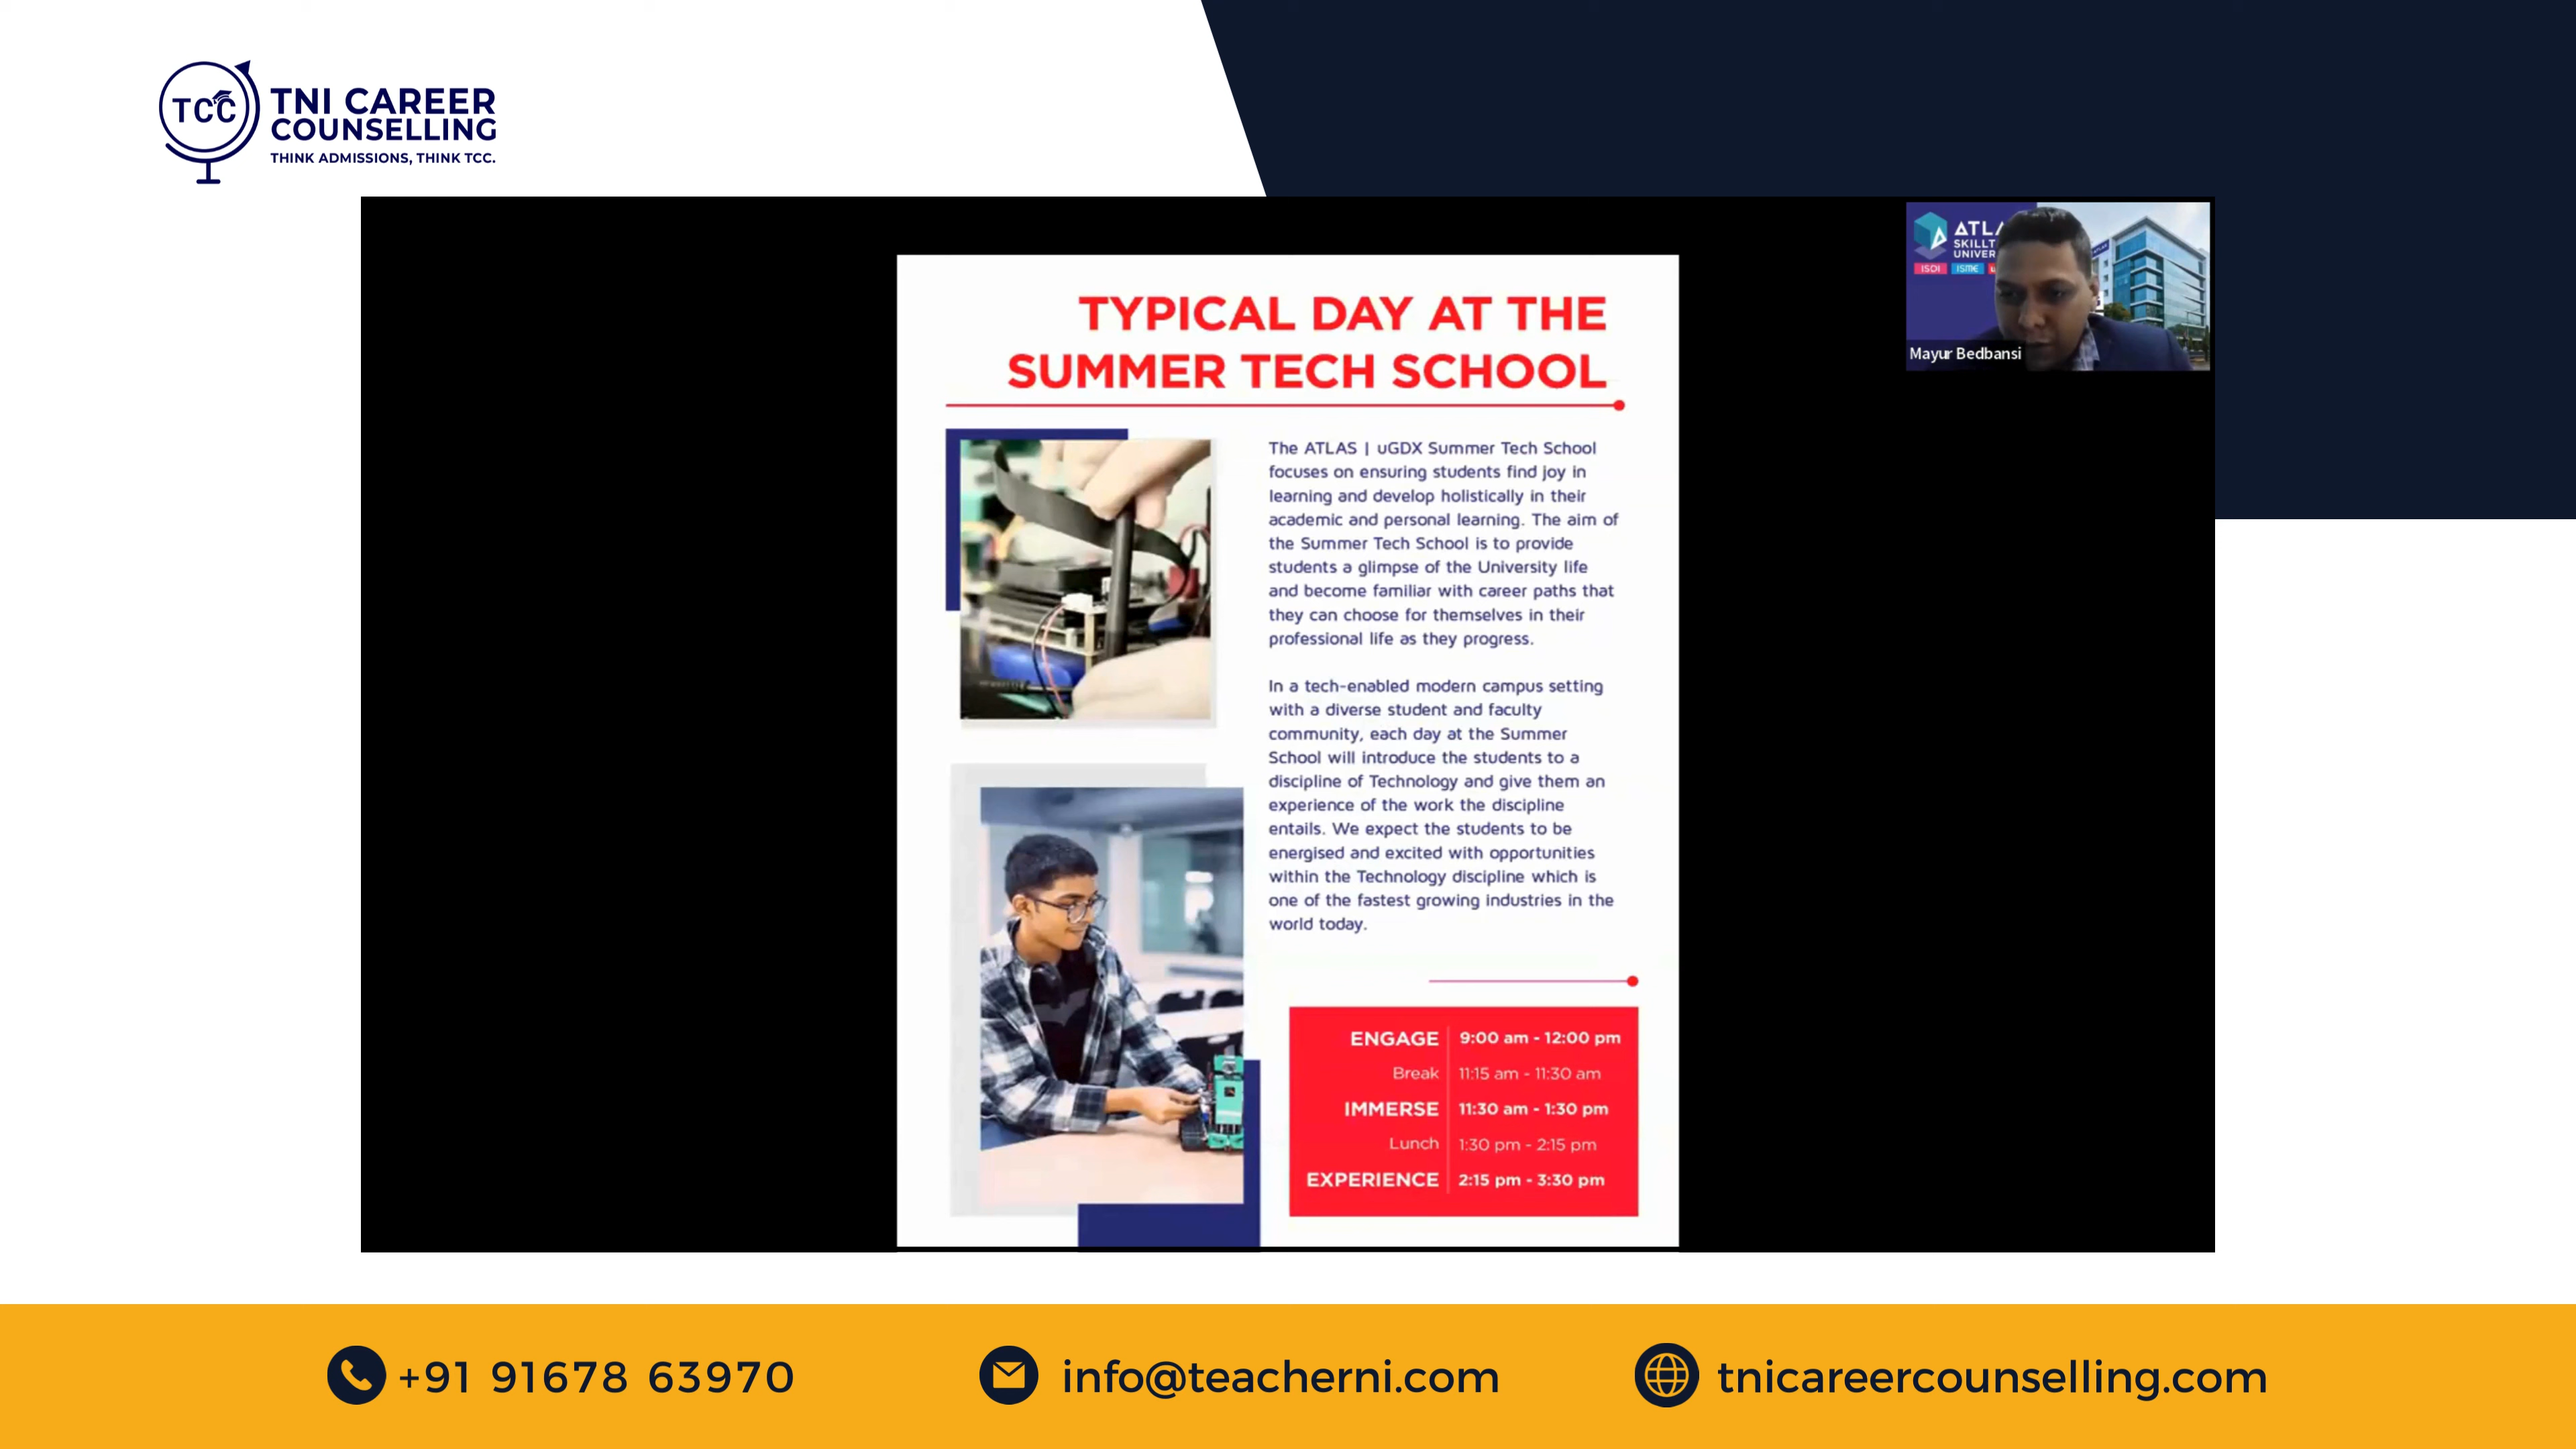 TCC
TNI CAREER
COUNSELLING
THINK ADMISSIONS, THINK TCC.
SKILLT
UNIVER
ISDI ISME
Mayur Bedbansi
TYPICAL DAY AT THE
SUMMER TECH SCHOOL
The ATLAS | uGDX Summer Tech School
focuses on ensuring students find joy in
learning and develop holistically in their
academic and personal learning. The aim of
the Summer Tech School is to provide
students a glimpse of the University life
and become familiar with career paths that
they can choose for themselves in their
professional life as they progress.
In a tech-enabled modern campus setting
with a diverse student and faculty
community, each day at the Summer
School will introduce the students to a
discipline of Technology and give them an
experience of the work the discipline
entails. We expect the students to be
energised and excited with opportunities
within the Technology discipline which is
one of the fastest growing industries in the
world today.
ENGAGE 9:00 am - 12:00 pm
Break 11:15 am - 11:30 am
IMMERSE 11:30 am - 1:30 pm
Lunch 1:30 pm - 2:15 pm
EXPERIENCE 2:15 pm - 3:30 pm
+91 91678 63970
info@teacherni.com
tnicareercounselling.com